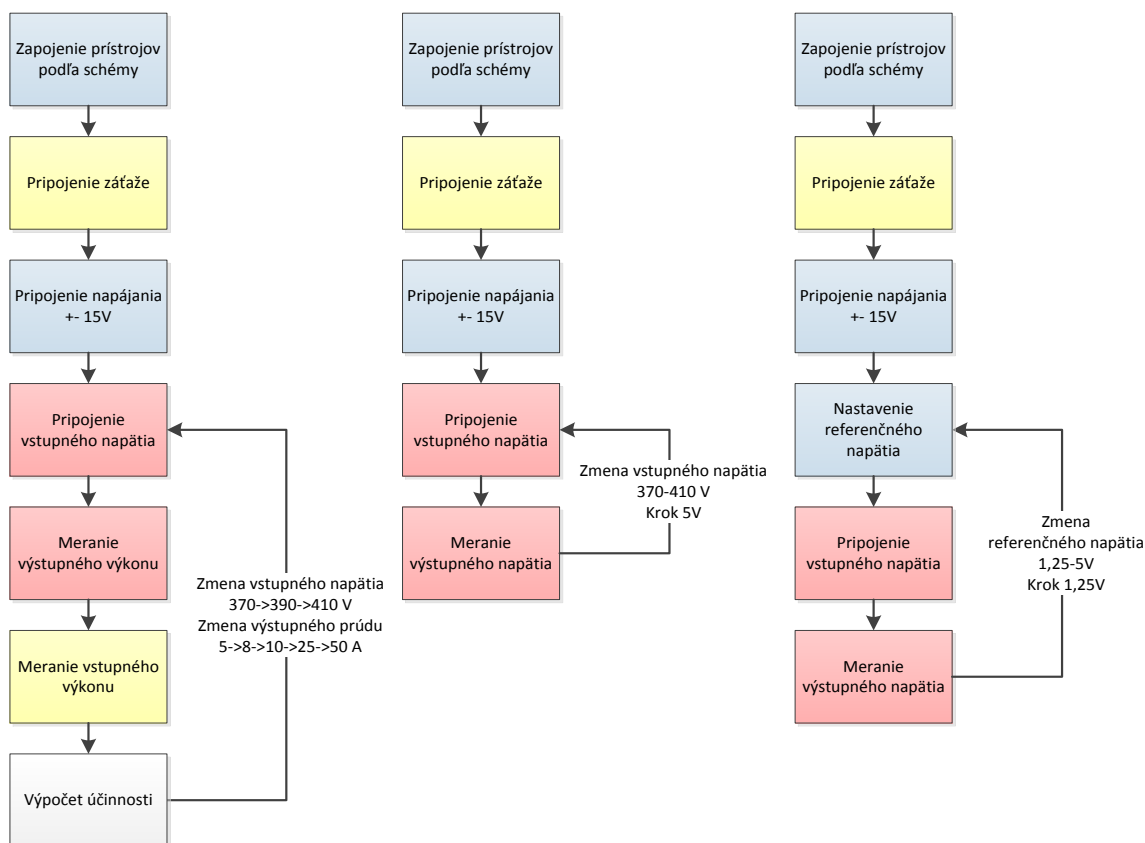 Zapojenie prístrojov
podľa schémy
Pripojenie záťaže
Pripojenie napájania
+- 15V
Pripojenie
vstupného napätia
Meranie
výstupného výkonu
Meranie vstupného
výkonu
Výpočet účinnosti
Zmena vstupného napätia
370->390->410 V
Zmena výstupného prúdu
5->8->10->25->50 A
Zapojenie prístrojov
podľa schémy
Pripojenie záťaže
Pripojenie napájania
+- 15V
Pripojenie
vstupného napätia
Meranie
výstupného napätia
Zmena vstupného napätia
370-410 V
Krok 5V
Zapojenie prístrojov
podľa schémy
Pripojenie záťaže
Pripojenie napájania
+- 15V
Nastavenie
referenčného
napätia
Pripojenie
vstupného napätia
Meranie
výstupného napätia
Zmena
referenčného napätia
1,25-5V
Krok 1,25V